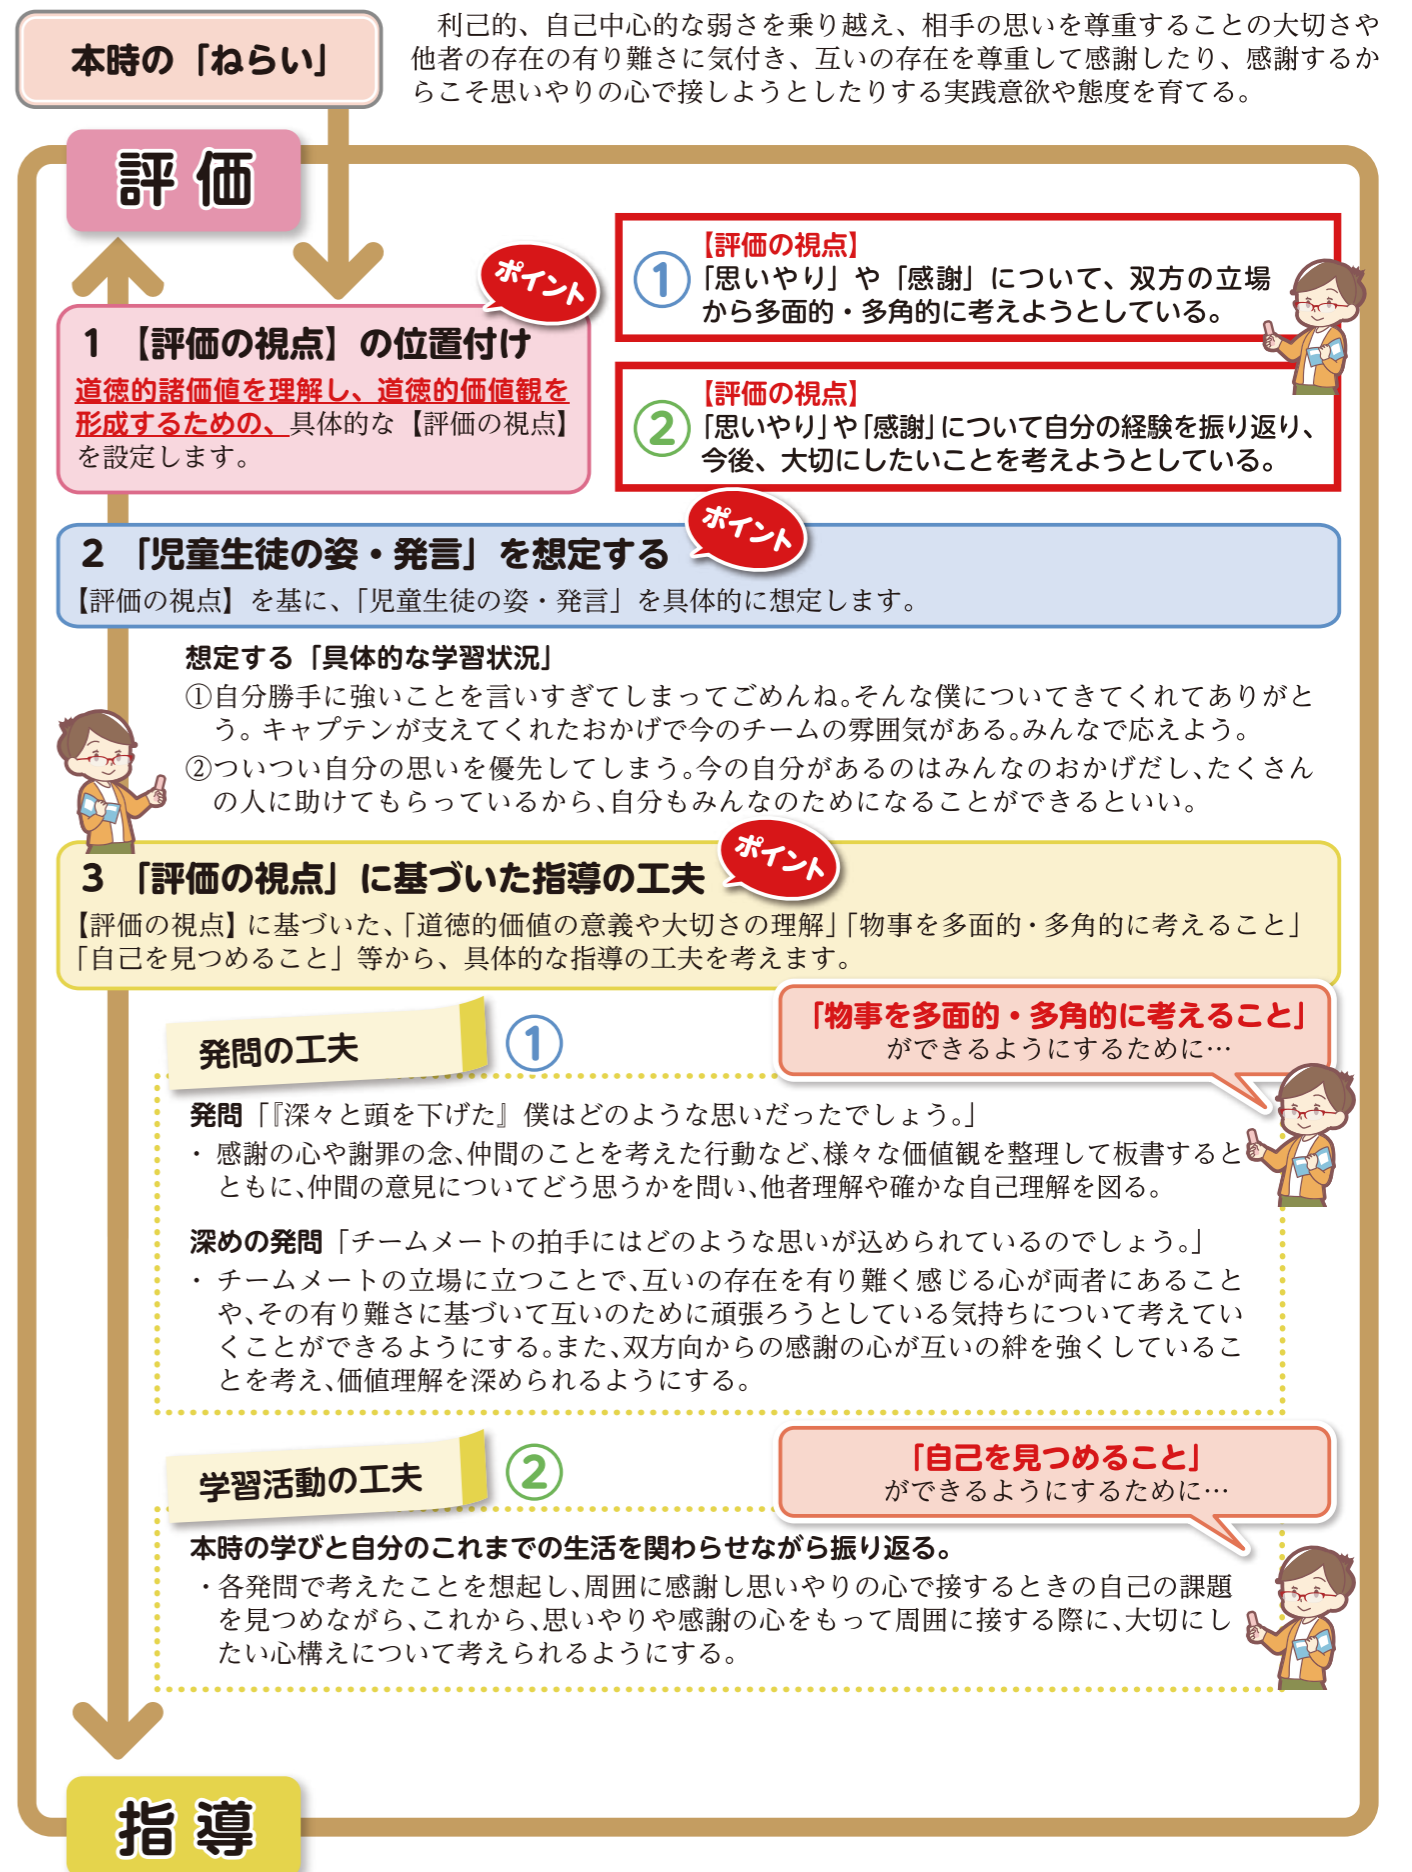 本時の「ねらい」
利己的、自己中心的な弱さを乗り越え、相手の思いを尊重することの大切さや
他者の存在の有り難さに気付き、互いの存在を尊重して感謝したり、感謝するか
らこそ思いやりの心で接しようとしたりする実践意欲や態度を育てる。
評価
ポイント
1 【評価の視点】の位置付け
道徳的諸価値を理解し、道徳的価値観を
形成するための、具体的な【評価の視点】
を設定します。
①
【評価の視点】
「思いやり」や「感謝」について、双方の立場
から多面的・多角的に考えようとしている。
②
【評価の視点】
「思いやり」や「感謝」について自分の経験を振り返り、
今後、大切にしたいことを考えようとしている。
ポイント
2 「児童生徒の姿・発言」を想定する
【評価の視点】を基に、「児童生徒の姿・発言」を具体的に想定します。
想定する「具体的な学習状況」
①自分勝手に強いことを言いすぎてしまってごめんね。そんな僕についてきてくれてありがと
う。キャプテンが支えてくれたおかげで今のチームの雰囲気がある。みんなで応えよう。
②ついつい自分の思いを優先してしまう。今の自分があるのはみんなのおかげだし、たくさん
の人に助けてもらっているから、自分もみんなのためになることができるといい。
ポイント
3 「評価の視点」に基づいた指導の工夫
【評価の視点】に基づいた、「道徳的価値の意義や大切さの理解」「物事を多面的・多角的に考えること」
「自己を見つめること」等から、具体的な指導の工夫を考えます。
発問の工夫
①
「物事を多面的・多角的に考えること」
ができるようにするために…
発問「『深々と頭を下げた』僕はどのような思いだったでしょう。」
・ 感謝の心や謝罪の念、仲間のことを考えた行動など、様々な価値観を整理して板書すると
ともに、仲間の意見についてどう思うかを問い、他者理解や確かな自己理解を図る。
深めの発問「チームメートの拍手にはどのような思いが込められているのでしょう。」
・ チームメートの立場に立つことで、互いの存在を有り難く感じる心が両者にあること
や、その有り難さに基づいて互いのために頑張ろうとしている気持ちについて考えてい
くことができるようにする。また、双方向からの感謝の心が互いの絆を強くしているこ
とを考え、価値理解を深められるようにする。
学習活動の工夫
②
「自己を見つめること」
ができるようにするために…
本時の学びと自分のこれまでの生活を関わらせながら振り返る。
・各発問で考えたことを想起し、周囲に感謝し思いやりの心で接するときの自己の課題
を見つめながら、これから、思いやりや感謝の心をもって周囲に接する際に、大切にし
たい心構えについて考えられるようにする。
指導